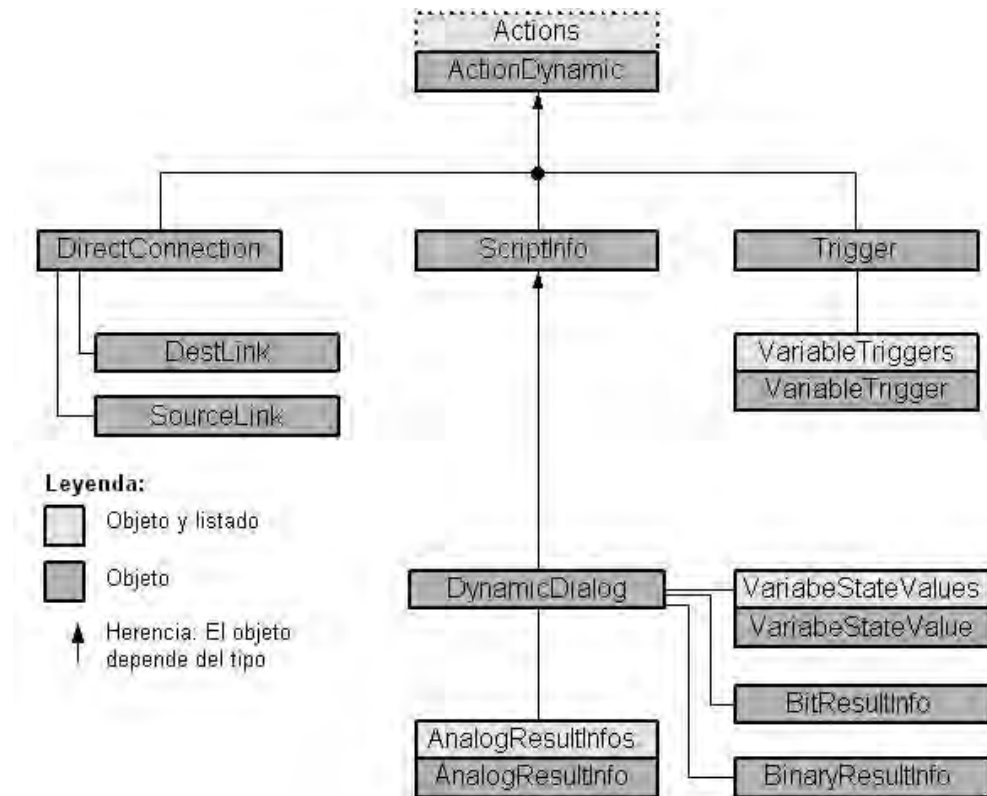 Actions
ActionDynamic
DirectConnection
ScriptInfo
Trigger
DestLink
SourceLink
VariableTriggers
VariableTrigger
Leyenda:
Objeto y listado
Objeto
Herencia: El objeto
depende del tipo
DynamicDialog
VariabeStateValues
VariabeStateValue
BitResultInfo
AnalogResultInfos
AnalogResultInfo
BinaryResultInfo